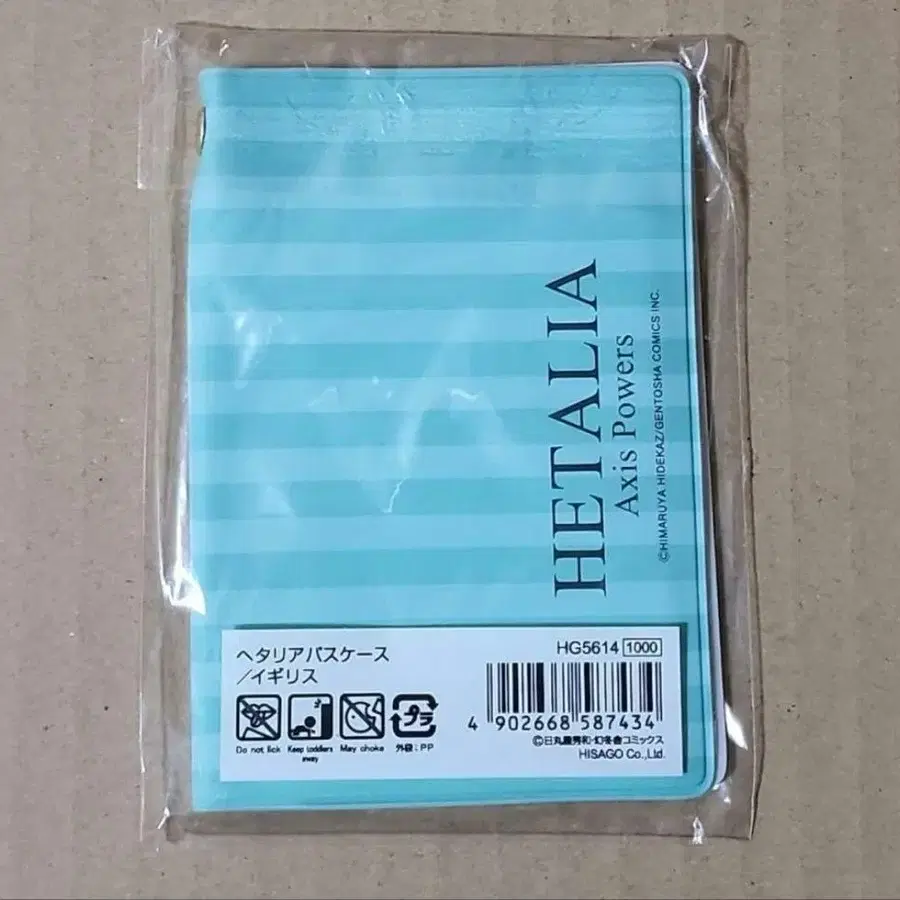 HETALIA
Axis Powers
©HIMARUYA HIDEKAZ/GENTOSHA COMICS INC.
ヘタリアパスケース
/イギリス
HG5614 1000
Do not lick
Keep toddlers away
May choke
プラ
外袋:PP
4 902668 587434
©日丸屋秀和・幻冬舎コミックス
HISAGO Co.,Ltd.